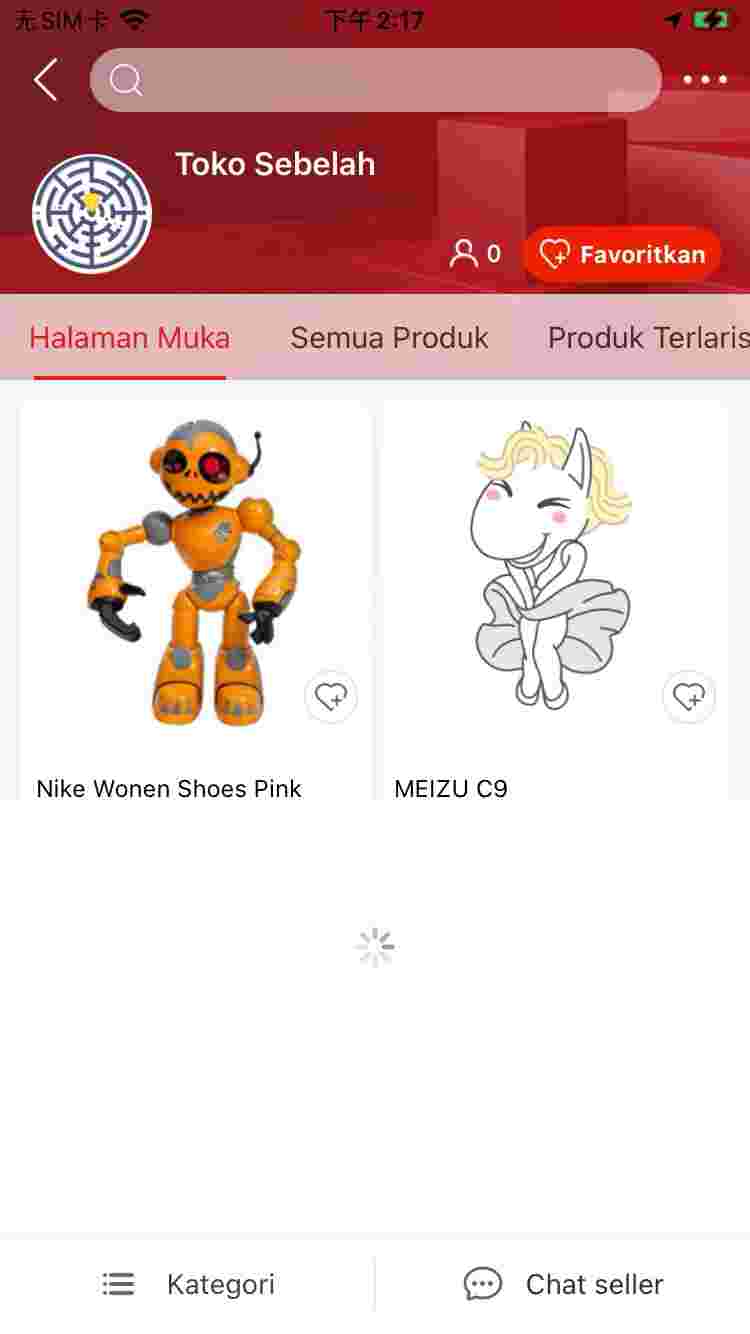 无SIM卡 下午2:17
Toko Sebelah
0 Favoritkan
Halaman Muka Semua Produk Produk Terlaris
Nike Wonen Shoes Pink MEIZU C9
Kategori Chat seller